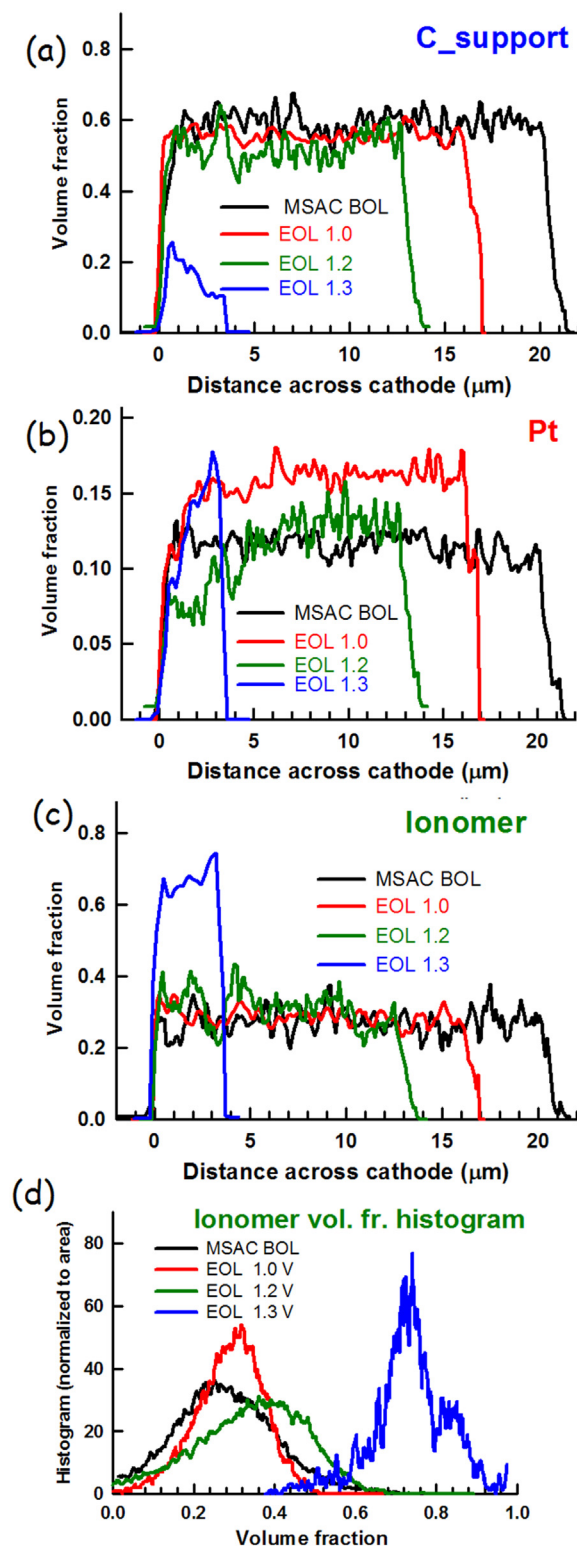 (a)
C_support
Volume fraction
0.8
0.6
0.4
0.2
0.0
MSAC BOL
EOL 1.0
EOL 1.2
EOL 1.3
0 5 10 15 20
Distance across cathode (μm)
(b)
Pt
Volume fraction
0.20
0.15
0.10
0.05
0.00
MSAC BOL
EOL 1.0
EOL 1.2
EOL 1.3
0 5 10 15 20
Distance across cathode (μm)
(c)
Ionomer
Volume fraction
0.8
0.6
0.4
0.2
0.0
MSAC BOL
EOL 1.0
EOL 1.2
EOL 1.3
0 5 10 15 20
Distance across cathode (μm)
(d)
Ionomer vol. fr. histogram
Histogram (normalized to area)
80
60
40
20
0
MSAC BOL
EOL 1.0 V
EOL 1.2 V
EOL 1.3 V
0.0 0.2 0.4 0.6 0.8 1.0
Volume fraction